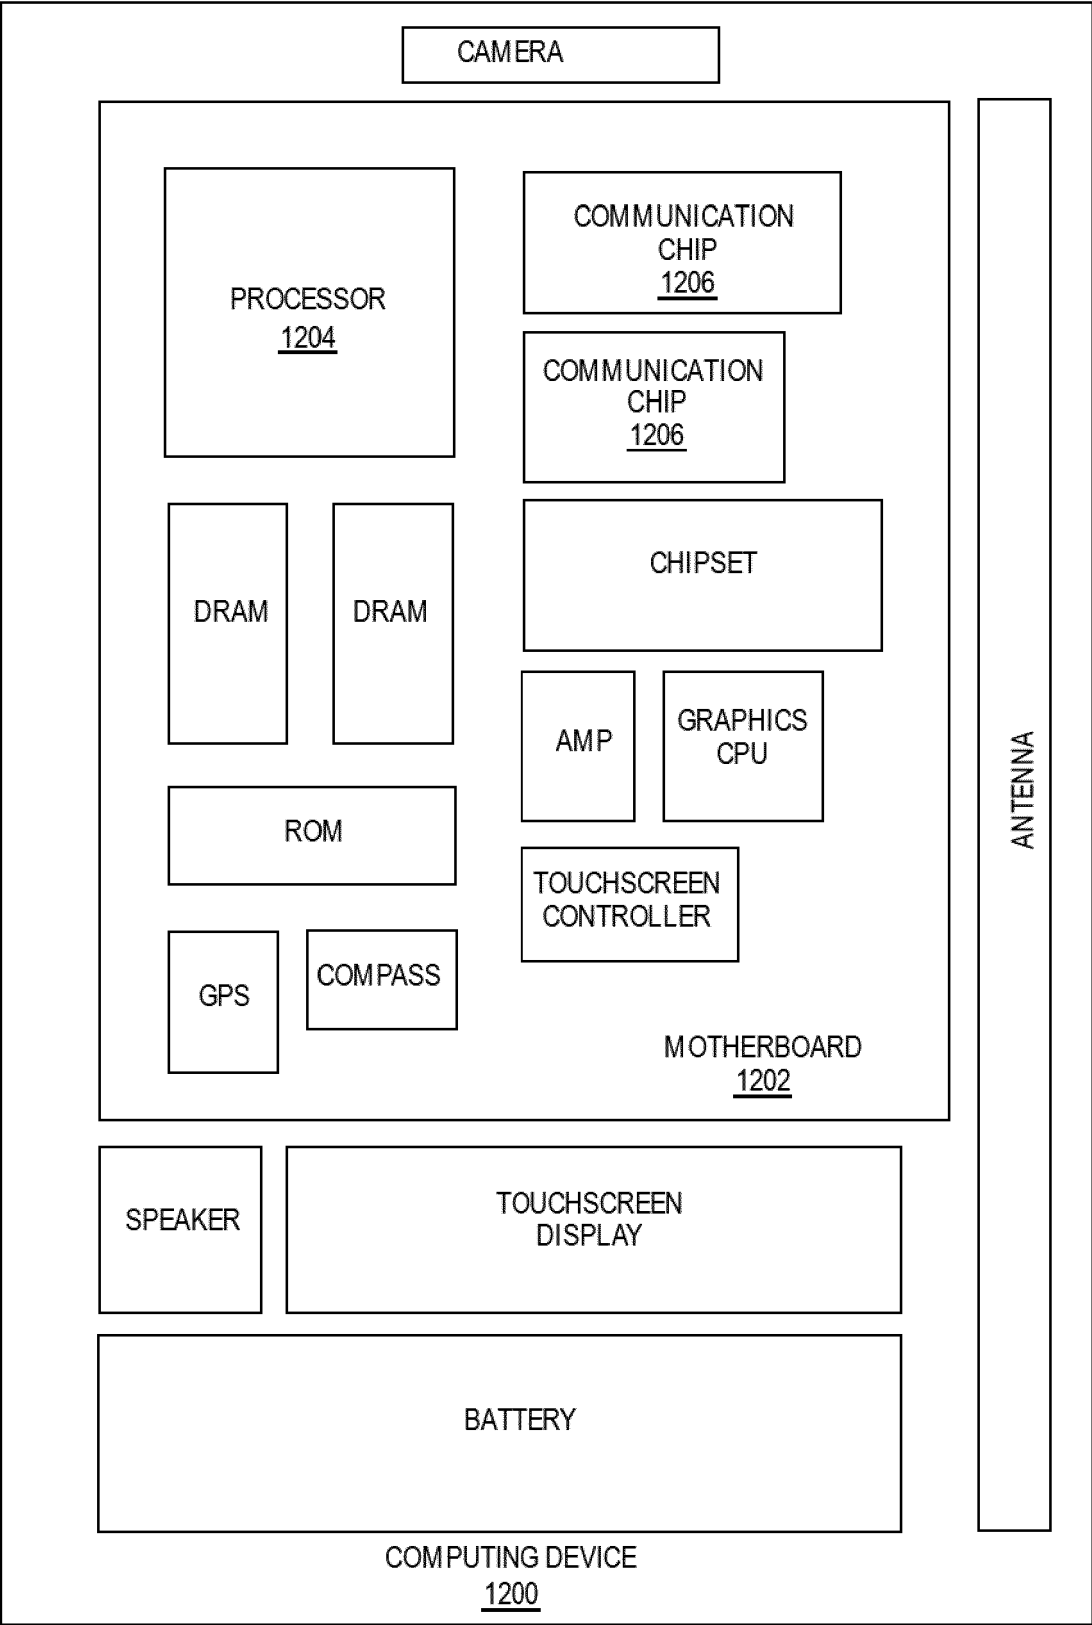 CAMERA
PROCESSOR
1204
COMMUNICATION
CHIP
1206
COMMUNICATION
CHIP
1206
DRAM
DRAM
CHIPSET
AMP
GRAPHICS
CPU
ROM
TOUCHSCREEN
CONTROLLER
GPS
COMPASS
MOTHERBOARD
1202
ANTENNA
SPEAKER
TOUCHSCREEN
DISPLAY
BATTERY
COMPUTING DEVICE
1200